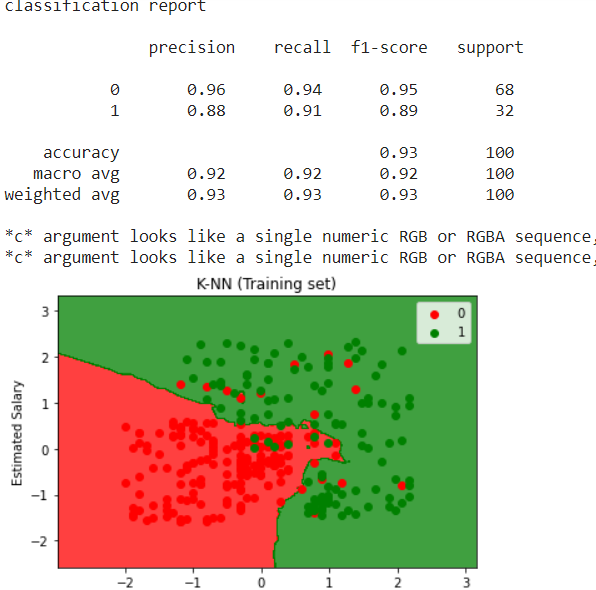 classification report
precision recall f1-score support
0 0.96 0.94 0.95 68
1 0.88 0.91 0.89 32
accuracy 0.93 100
macro avg 0.92 0.92 0.92 100
weighted avg 0.93 0.93 0.93 100
*c* argument looks like a single numeric RGB or RGBA sequence,
*c* argument looks like a single numeric RGB or RGBA sequence,
K-NN (Training set)
0
1
3
2
1
0
−1
−2
Estimated Salary
−2 −1 0 1 2 3